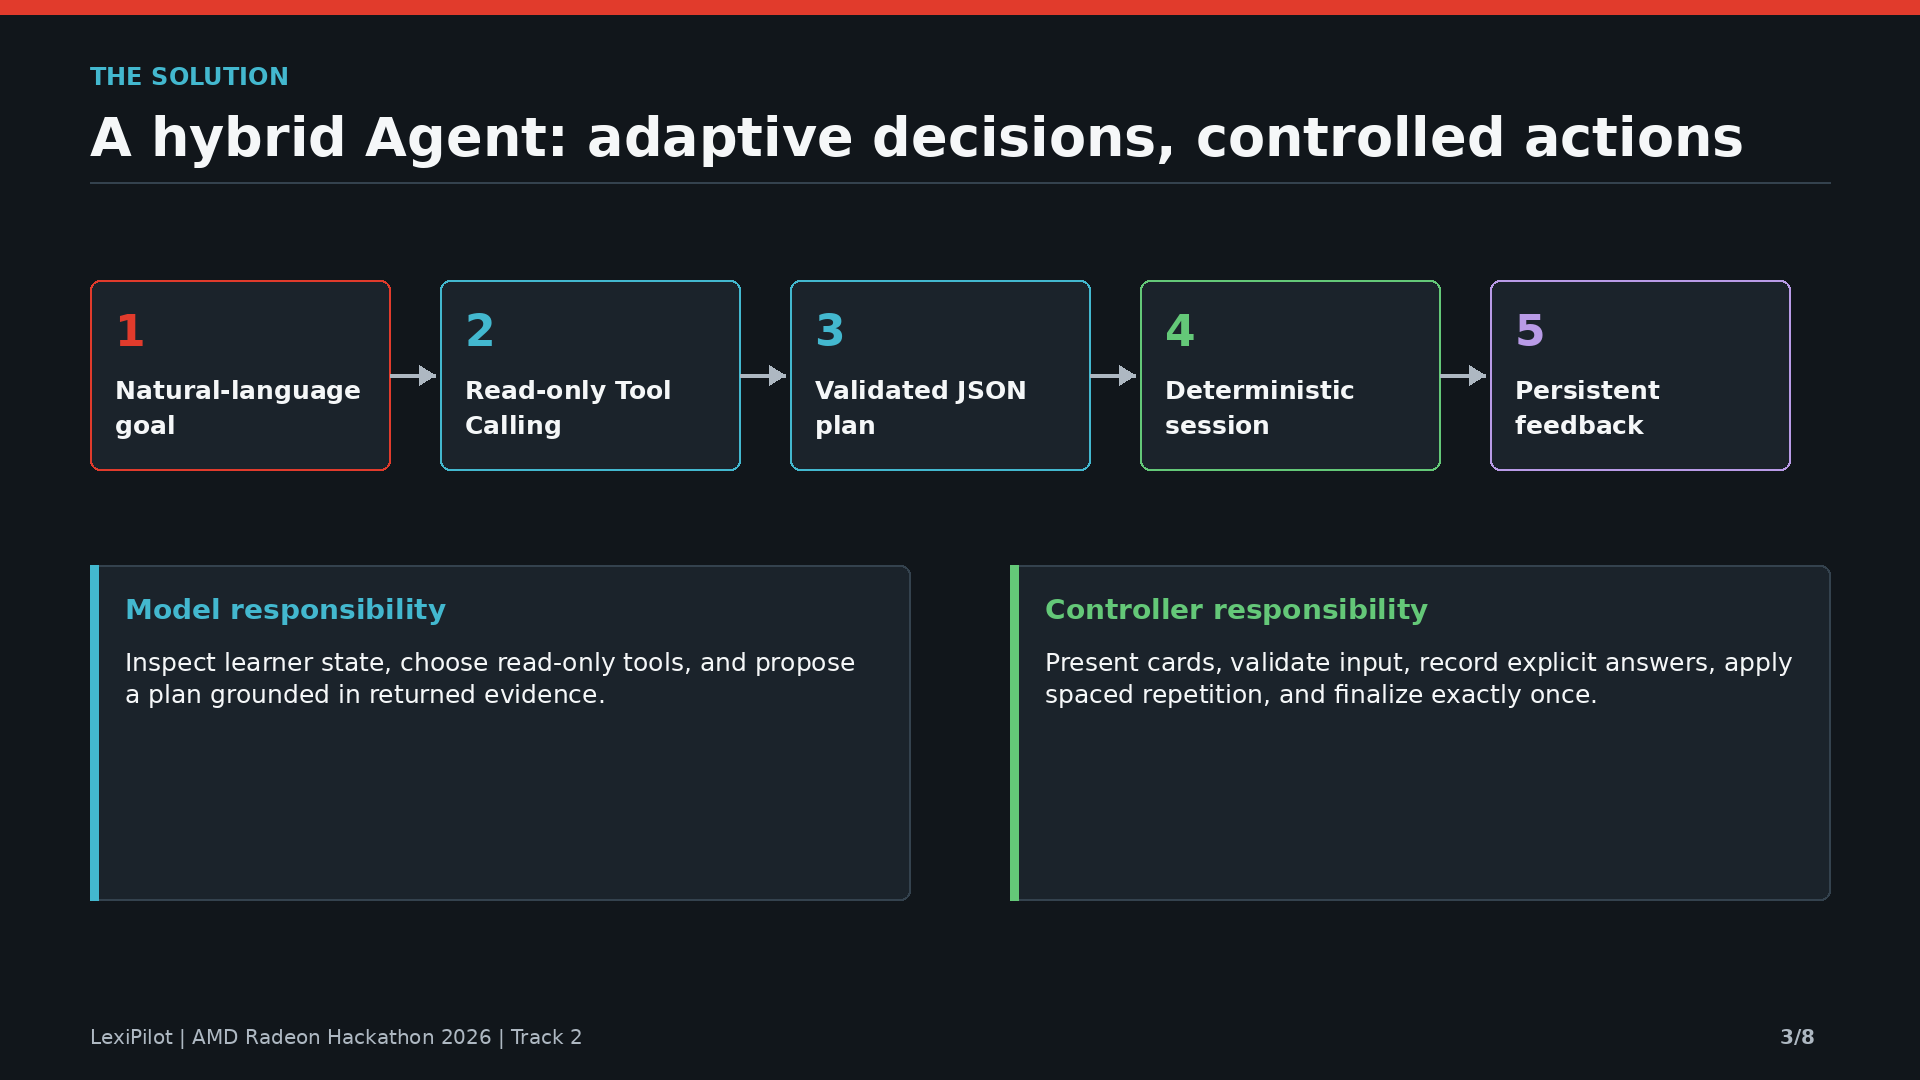 THE SOLUTION
A hybrid Agent: adaptive decisions, controlled actions
1
Natural-language
goal
2
Read-only Tool
Calling
3
Validated JSON
plan
4
Deterministic
session
5
Persistent
feedback
Model responsibility
Inspect learner state, choose read-only tools, and propose
a plan grounded in returned evidence.
Controller responsibility
Present cards, validate input, record explicit answers, apply
spaced repetition, and finalize exactly once.
LexiPilot | AMD Radeon Hackathon 2026 | Track 2
3/8